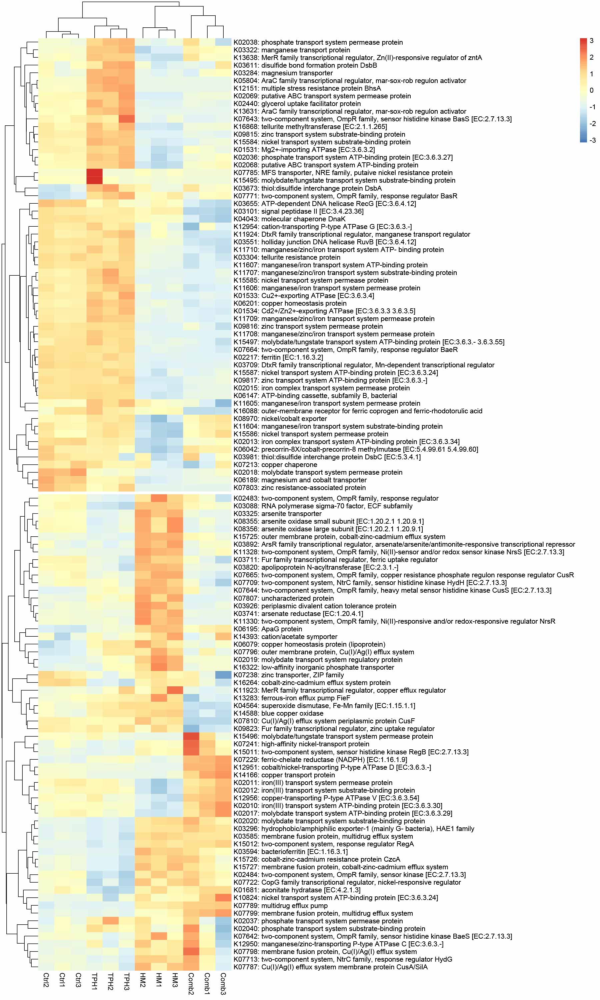 K02038: phosphate transport system permease protein
K03322: manganese transport protein
K13638: MerR family transcriptional regulator, Zn(II)-responsive regulator of zntA
K03611: disulfide bond formation protein DsbB
K03284: magnesium transporter
K05804: AraC family transcriptional regulator, mar-sox-rob regulon activator
K12151: multiple stress resistance protein BhsA
K02069: putative ABC transport system permease protein
K02440: glycerol uptake facilitator protein
K13631: AraC family transcriptional regulator, mar-sox-rob regulon activator
K07643: two-component system, OmpR family, sensor histidine kinase BasS [EC:2.7.13.3]
K16868: tellurite methyltransferase [EC:2.1.1.265]
K09815: zinc transport system substrate-binding protein
K15584: nickel transport system substrate-binding protein
K01531: Mg2+-importing ATPase [EC:3.6.3.2]
K02036: phosphate transport system ATP-binding protein [EC:3.6.3.27]
K02068: putative ABC transport system ATP-binding protein
K07785: MFS transporter, NRE family, putaive nickel resistance protein
K15495: molybdate/tungstate transport system substrate-binding protein
K03673: thiol:disulfide interchange protein DsbA
K07771: two-component system, OmpR family, response regulator BasR
K03655: ATP-dependent DNA helicase RecG [EC:3.6.4.12]
K03101: signal peptidase II [EC:3.4.23.36]
K04043: molecular chaperone DnaK
K12954: cation-transporting P-type ATPase G [EC:3.6.3.-]
K11924: DtxR family transcriptional regulator, manganese transport regulator
K03551: holliday junction DNA helicase RuvB [EC:3.6.4.12]
K11710: manganese/zinc/iron transport system ATP- binding protein
K03304: tellurite resistance protein
K11607: manganese/iron transport system ATP-binding protein
K11707: manganese/zinc/iron transport system substrate-binding protein
K15585: nickel transport system permease protein
K11606: manganese/iron transport system permease protein
K01533: Cu2+-exporting ATPase [EC:3.6.3.4]
K06201: copper homeostasis protein
K01534: Cd2+/Zn2+-exporting ATPase [EC:3.6.3.3 3.6.3.5]
K11709: manganese/zinc/iron transport system permease protein
K09816: zinc transport system permease protein
K11708: manganese/zinc/iron transport system permease protein
K15497: molybdate/tungstate transport system ATP-binding protein [EC:3.6.3.- 3.6.3.55]
K07664: two-component system, OmpR family, response regulator BaeR
K02217: ferritin [EC:1.16.3.2]
K03709: DtxR family transcriptional regulator, Mn-dependent transcriptional regulator
K15587: nickel transport system ATP-binding protein [EC:3.6.3.24]
K09817: zinc transport system ATP-binding protein [EC:3.6.3.-]
K02015: iron complex transport system permease protein
K06147: ATP-binding cassette, subfamily B, bacterial
K11605: manganese/iron transport system permease protein
K16088: outer-membrane receptor for ferric coprogen and ferric-rhodotorulic acid
K08970: nickel/cobalt exporter
K11604: manganese/iron transport system substrate-binding protein
K15586: nickel transport system permease protein
K02013: iron complex transport system ATP-binding protein [EC:3.6.3.34]
K06042: precorrin-8X/cobalt-precorrin-8 methylmutase [EC:5.4.99.61 5.4.99.60]
K03981: thiol:disulfide interchange protein DsbC [EC:5.3.4.1]
K07213: copper chaperone
K02018: molybdate transport system permease protein
K06189: magnesium and cobalt transporter
K07803: zinc resistance-associated protein
K02483: two-component system, OmpR family, response regulator
K03088: RNA polymerase sigma-70 factor, ECF subfamily
K03325: arsenite transporter
K08355: arsenite oxidase small subunit [EC:1.20.2.1 1.20.9.1]
K08356: arsenite oxidase large subunit [EC:1.20.2.1 1.20.9.1]
K15725: outer membrane protein, cobalt-zinc-cadmium efflux system
K03892: ArsR family transcriptional regulator, arsenate/arsenite/antimonite-responsive transcriptional repressor
K11328: two-component system, OmpR family, Ni(II)-sensor and/or redox sensor kinase NrsS [EC:2.7.13.3]
K03711: Fur family transcriptional regulator, ferric uptake regulator
K03820: apolipoprotein N-acyltransferase [EC:2.3.1.-]
K07665: two-component system, OmpR family, copper resistance phosphate regulon response regulator CusR
K07709: two-component system, NtrC family, sensor histidine kinase HydH [EC:2.7.13.3]
K07644: two-component system, OmpR family, heavy metal sensor histidine kinase CusS [EC:2.7.13.3]
K07807: uncharacterized protein
K03926: periplasmic divalent cation tolerance protein
K03741: arsenate reductase [EC:1.20.4.1]
K11330: two-component system, OmpR family, Ni(II)-responsive and/or redox-responsive regulator NrsR
K06195: ApaG protein
K14393: cation/acetate symporter
K06079: copper homeostasis protein (lipoprotein)
K07796: outer membrane protein, Cu(I)/Ag(I) efflux system
K02019: molybdate transport system regulatory protein
K16322: low-affinity inorganic phosphate transporter
K07238: zinc transporter, ZIP family
K16264: cobalt-zinc-cadmium efflux system protein
K11923: MerR family transcriptional regulator, copper efflux regulator
K13283: ferrous-iron efflux pump FieF
K04564: superoxide dismutase, Fe-Mn family [EC:1.15.1.1]
K14588: blue copper oxidase
K07810: Cu(I)/Ag(I) efflux system periplasmic protein CusF
K09823: Fur family transcriptional regulator, zinc uptake regulator
K15496: molybdate/tungstate transport system permease protein
K07241: high-affinity nickel-transport protein
K15011: two-component system, sensor histidine kinase RegB [EC:2.7.13.3]
K07229: ferric-chelate reductase (NADPH) [EC:1.16.1.9]
K12951: cobalt/nickel-transporting P-type ATPase D [EC:3.6.3.-]
K14166: copper transport protein
K02011: iron(III) transport system permease protein
K02012: iron(III) transport system substrate-binding protein
K12956: copper-transporting P-type ATPase V [EC:3.6.3.54]
K02010: iron(III) transport system ATP-binding protein [EC:3.6.3.30]
K02017: molybdate transport system ATP-binding protein [EC:3.6.3.29]
K02020: molybdate transport system substrate-binding protein
K03296: hydrophobic/amphiphilic exporter-1 (mainly G- bacteria), HAE1 family
K03585: membrane fusion protein, multidrug efflux system
K15012: two-component system, response regulator RegA
K03594: bacterioferritin [EC:1.16.3.1]
K15726: cobalt-zinc-cadmium resistance protein CzcA
K15727: membrane fusion protein, cobalt-zinc-cadmium efflux system
K02484: two-component system, OmpR family, sensor kinase [EC:2.7.13.3]
K07722: CopG family transcriptional regulator, nickel-responsive regulator
K01681: aconitate hydratase [EC:4.2.1.3]
K10824: nickel transport system ATP-binding protein [EC:3.6.3.24]
K07789: multidrug efflux pump
K07799: membrane fusion protein, multidrug efflux system
K02037: phosphate transport system permease protein
K02040: phosphate transport system substrate-binding protein
K07642: two-component system, OmpR family, sensor histidine kinase BaeS [EC:2.7.13.3]
K12950: manganese/zinc-transporting P-type ATPase C [EC:3.6.3.-]
K07798: membrane fusion protein, Cu(I)/Ag(I) efflux system
K07713: two-component system, NtrC family, response regulator HydG
K07787: Cu(I)/Ag(I) efflux system membrane protein CusA/SilA
Ctrl2
Ctrl1
Ctrl3
TPH1
TPH2
TPH3
HM2
HM1
HM3
Comb2
Comb1
Comb3
3
2
1
0
-1
-2
-3